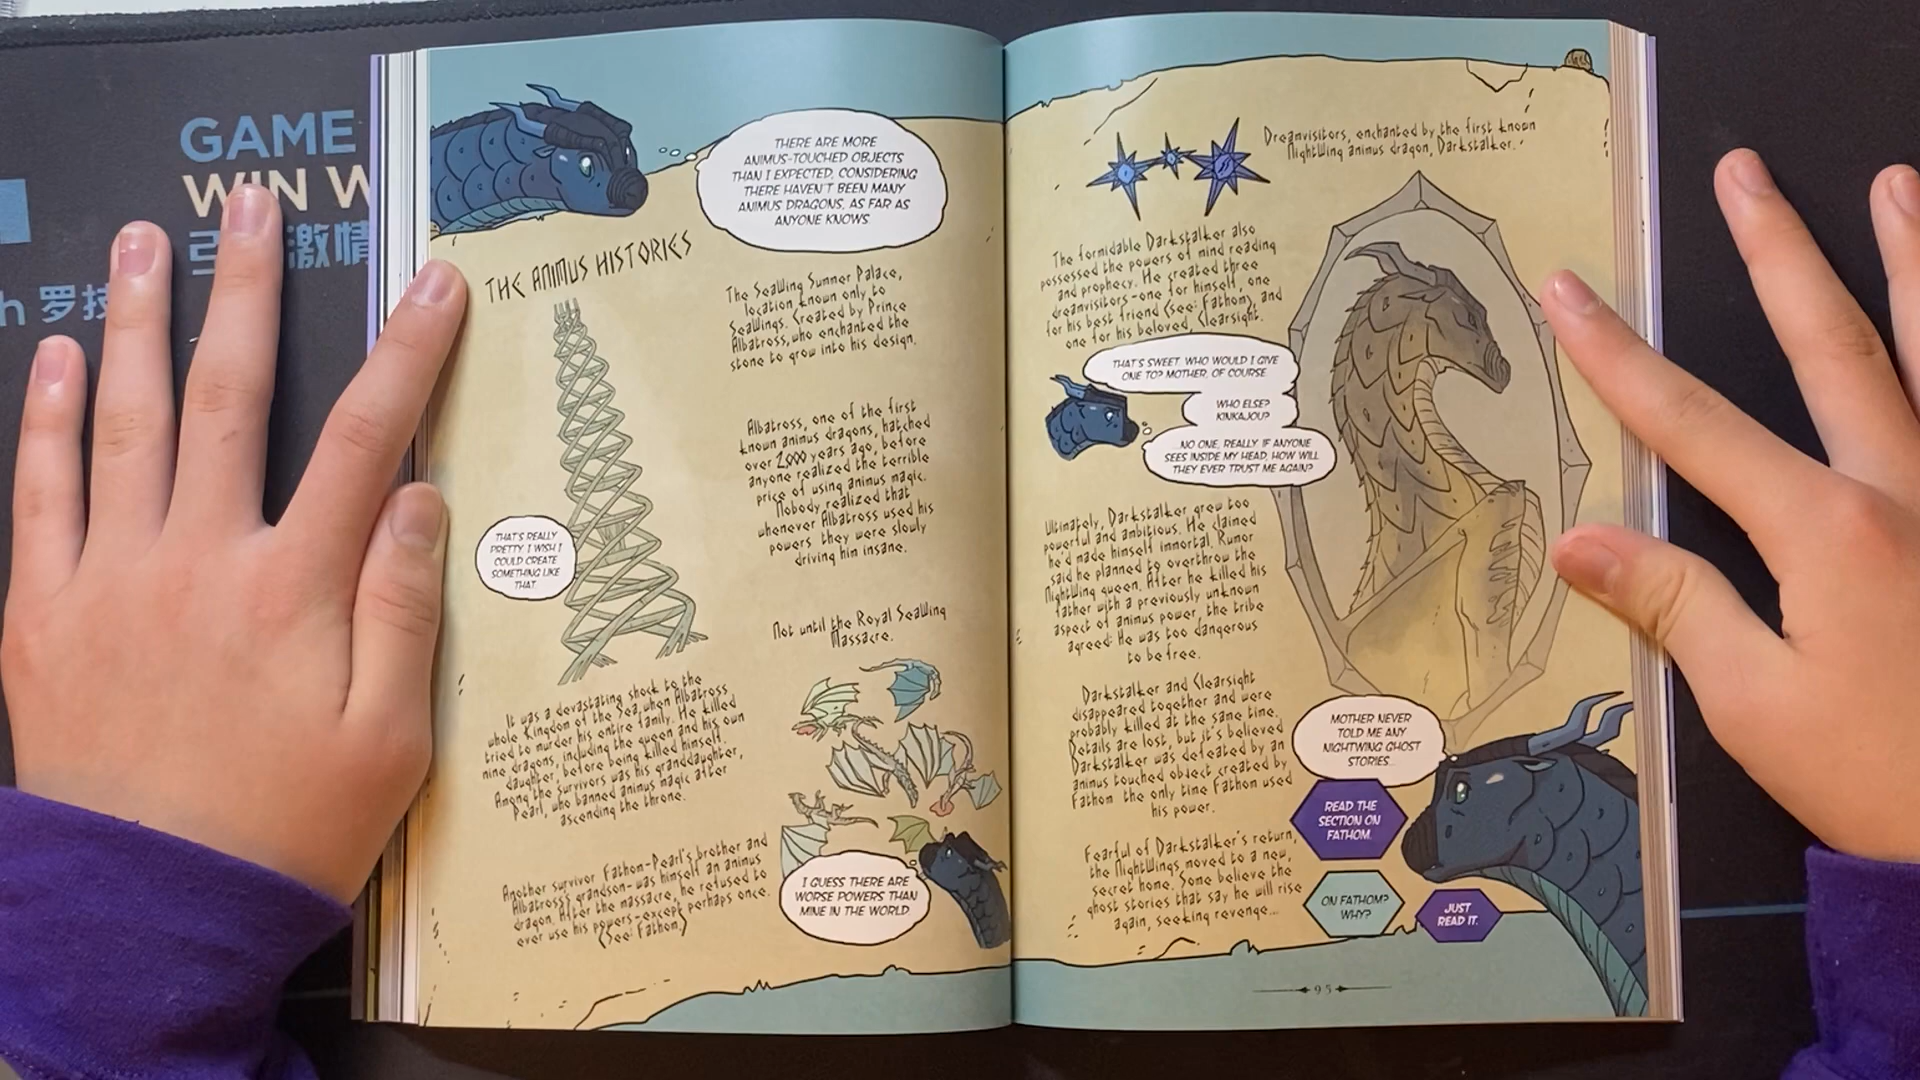 GAME
WIN W
引 激情
h 罗技
THERE ARE MORE
ANIMUS-TOUCHED OBJECTS
THAN I EXPECTED, CONSIDERING
THERE HAVEN'T BEEN MANY
ANIMUS DRAGONS, AS FAR AS
ANYONE KNOWS.
THE ANIMUS HISTORIES
The SeaWing Summer Palace,
location known only to
SeaWings. Created by Prince
Albatross, who enchanted the
stone to grow into his design.
Albatross, one of the first
known animus dragons, hatched
over 2,000 years ago, before
anyone realized the terrible
price of using animus magic.
Nobody realized that
whenever Albatross used his
powers they were slowly
driving him insane.
THAT'S REALLY
PRETTY. I WISH I
COULD CREATE
SOMETHING LIKE
THAT.
Not until the Royal SeaWing
Massacre.
It was a devastating shock to the
whole Kingdom of the Sea when Albatross
tried to murder his entire family. He killed
nine dragons, including the queen and his own
daughter, before being killed himself.
Among the survivors was his granddaughter,
Pearl, who banned animus magic after
ascending the throne.
Another survivor Fathom-Pearl's brother and
Albatross's grandson-was himself an animus
dragon. After the massacre, he refused to
ever use his powers-except perhaps once.
(See: Fathom.)
I GUESS THERE ARE
WORSE POWERS THAN
MINE IN THE WORLD.
Dreamvisitors, enchanted by the first known
NightWing animus dragon, Darkstalker.
The formidable Darkstalker also
possessed the powers of mind reading
and prophecy. He created three
dreamvisitors-one for himself, one
for his best friend (see: Fathom), and
one for his beloved, Clearsight.
THAT'S SWEET. WHO WOULD I GIVE
ONE TO? MOTHER, OF COURSE.
WHO ELSE?
KINKAJOU?
NO ONE, REALLY. IF ANYONE
SEES INSIDE MY HEAD, HOW WILL
THEY EVER TRUST ME AGAIN?
Ultimately, Darkstalker grew too
powerful and ambitious. He claimed
he'd made himself immortal. Rumor
said he planned to overthrow the
NightWing queen. After he killed his
father with a previously unknown
aspect of animus power, the tribe
agreed: He was too dangerous
to be free.
Darkstalker and Clearsight
disappeared together and were
probably killed at the same time.
Details are lost, but it's believed
Darkstalker was defeated by an
animus touched object created by
Fathom the only time Fathom used
his power.
Fearful of Darkstalker's return,
the NightWings moved to a new,
secret home. Some believe the
ghost stories that say he will rise
again, seeking revenge...
MOTHER NEVER
TOLD ME ANY
NIGHTWING GHOST
STORIES...
READ THE
SECTION ON
FATHOM.
ON FATHOM?
WHY?
JUST
READ IT.
95